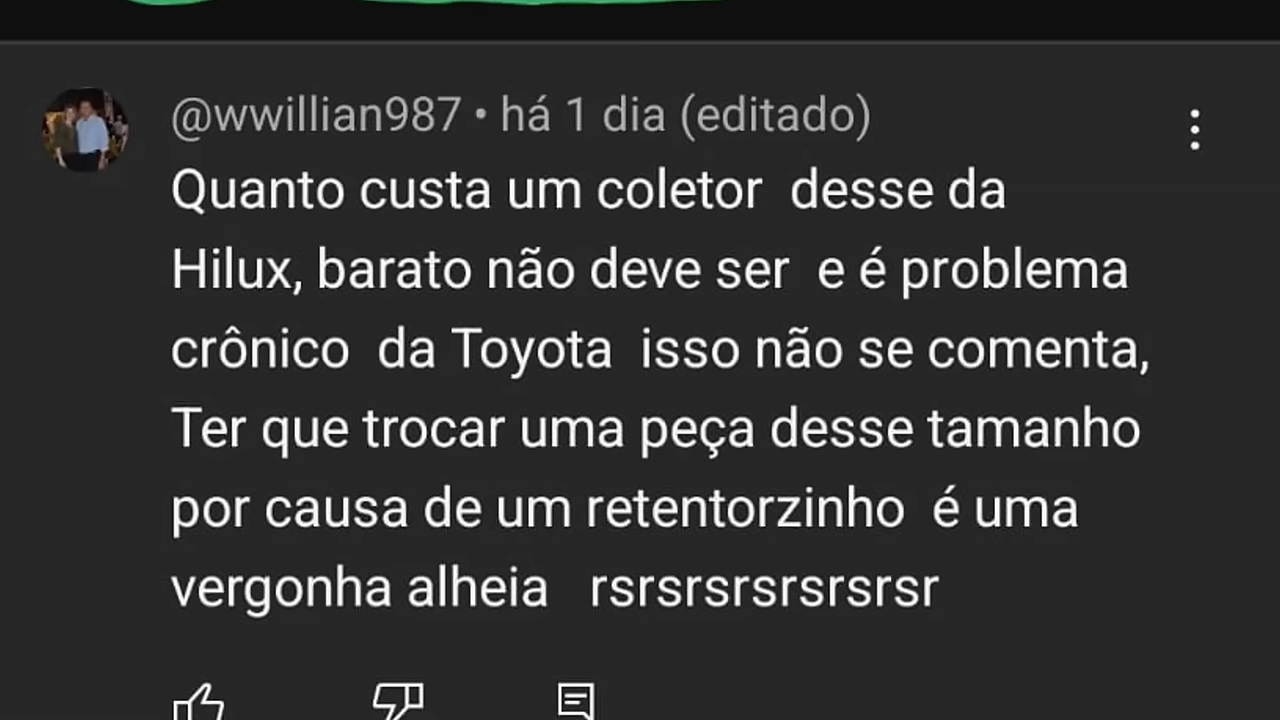 @wwillian987 • há 1 dia (editado)
Quanto custa um coletor  desse da
Hilux, barato não deve ser  e é problema
crônico  da Toyota  isso não se comenta,
Ter que trocar uma peça desse tamanho
por causa de um retentorzinho  é uma
vergonha alheia   rsrsrsrsrsrsrsr